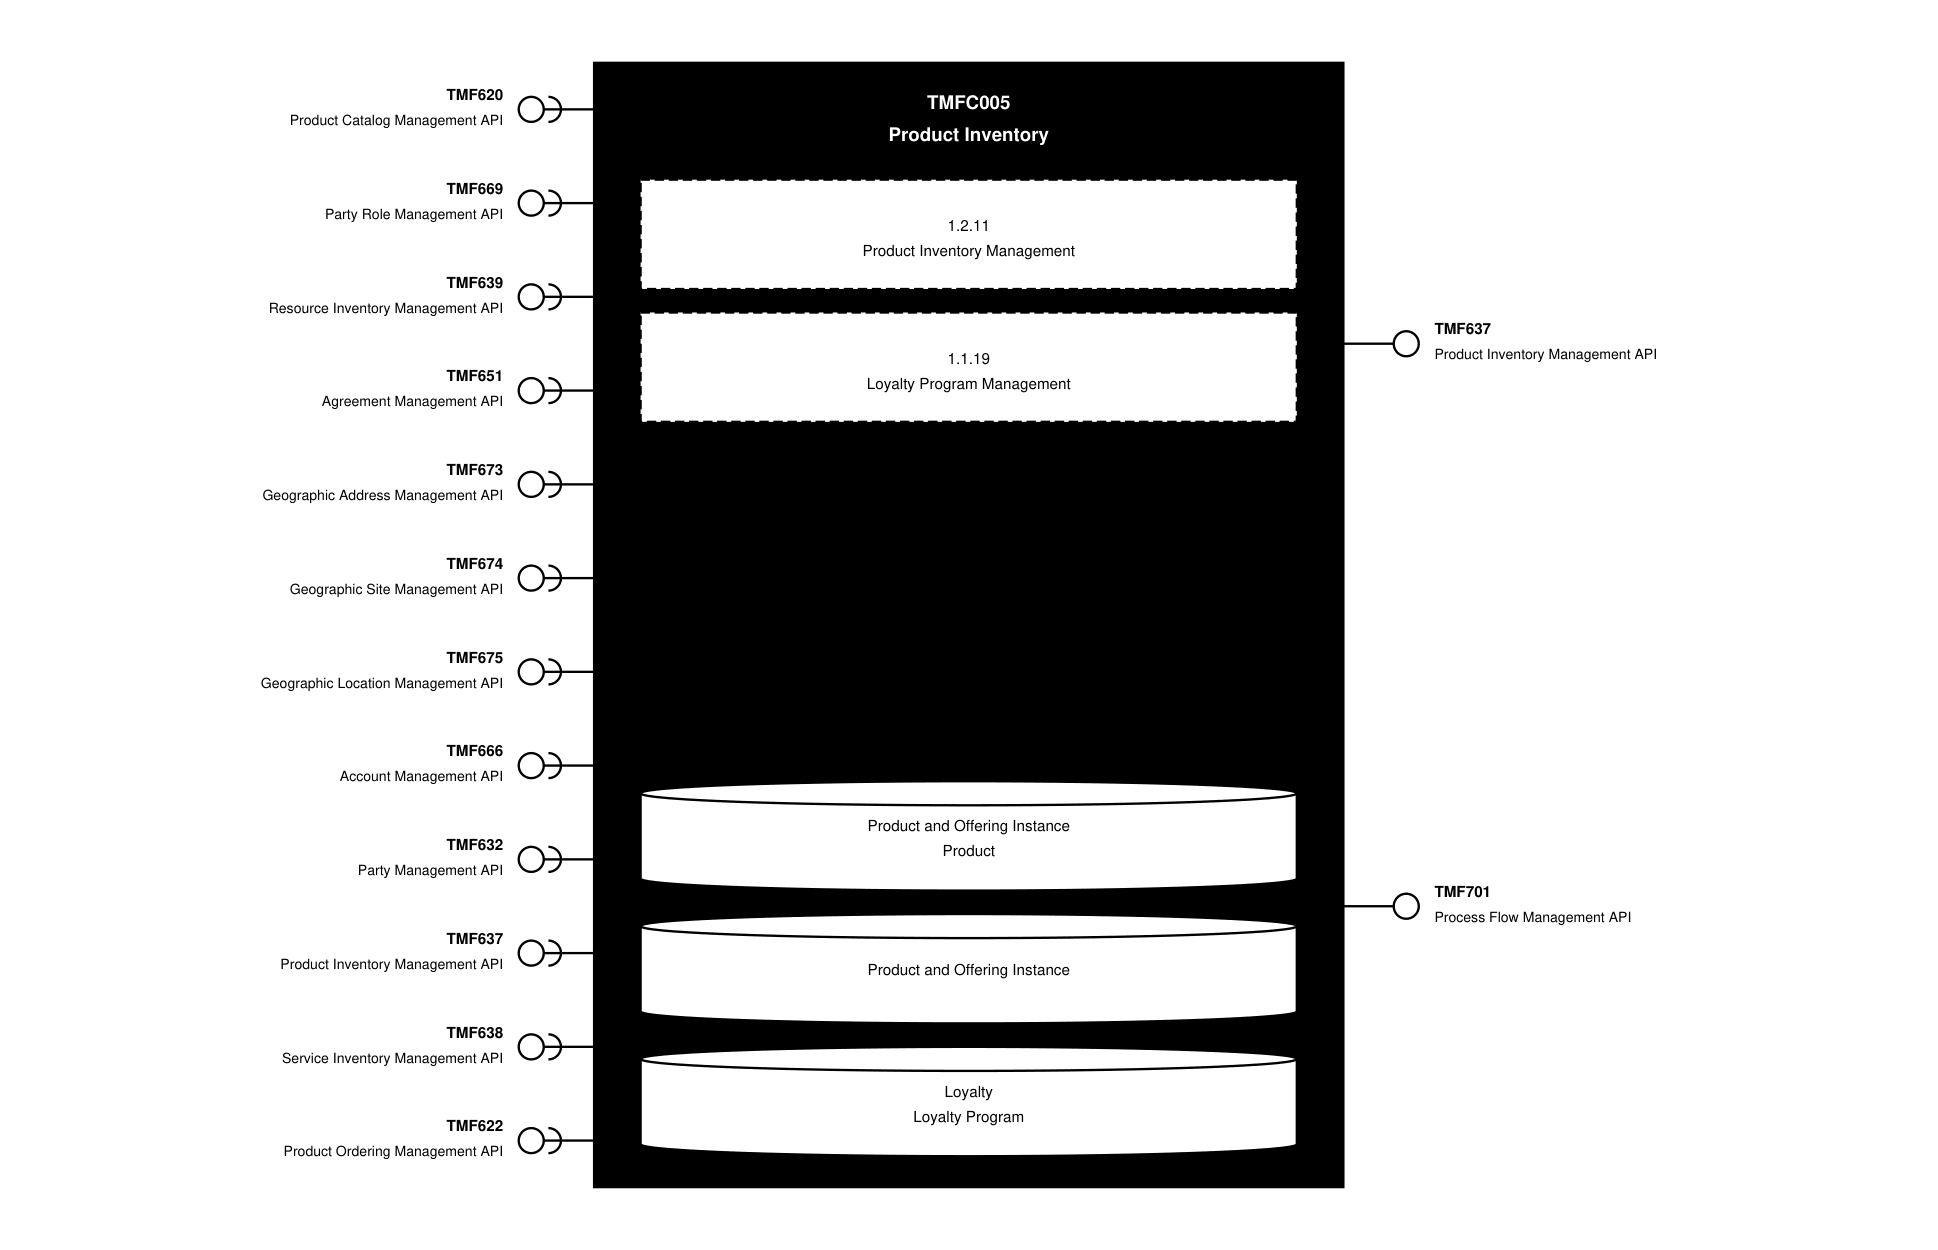 TMF620
Product Catalog Management API
TMF669
Party Role Management API
TMF639
Resource Inventory Management API
TMF651
Agreement Management API
TMF673
Geographic Address Management API
TMF674
Geographic Site Management API
TMF675
Geographic Location Management API
TMF666
Account Management API
TMF632
Party Management API
TMF637
Product Inventory Management API
TMF638
Service Inventory Management API
TMF622
Product Ordering Management API
TMFC005
Product Inventory
1.2.11
Product Inventory Management
1.1.19
Loyalty Program Management
Product and Offering Instance
Product
Product and Offering Instance
Loyalty
Loyalty Program
TMF637
Product Inventory Management API
TMF701
Process Flow Management API